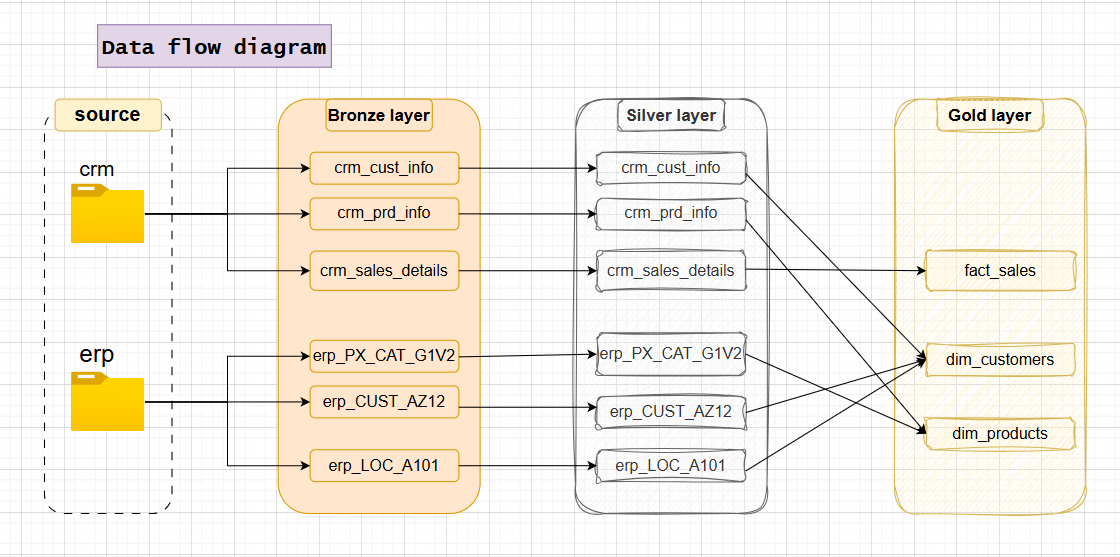 Data flow diagram
source
Bronze layer
Silver layer
Gold layer
crm
crm_cust_info
crm_cust_info
crm_prd_info
crm_prd_info
crm_sales_details
crm_sales_details
fact_sales
erp
erp_PX_CAT_G1V2
erp_PX_CAT_G1V2
dim_customers
erp_CUST_AZ12
erp_CUST_AZ12
dim_products
erp_LOC_A101
erp_LOC_A101